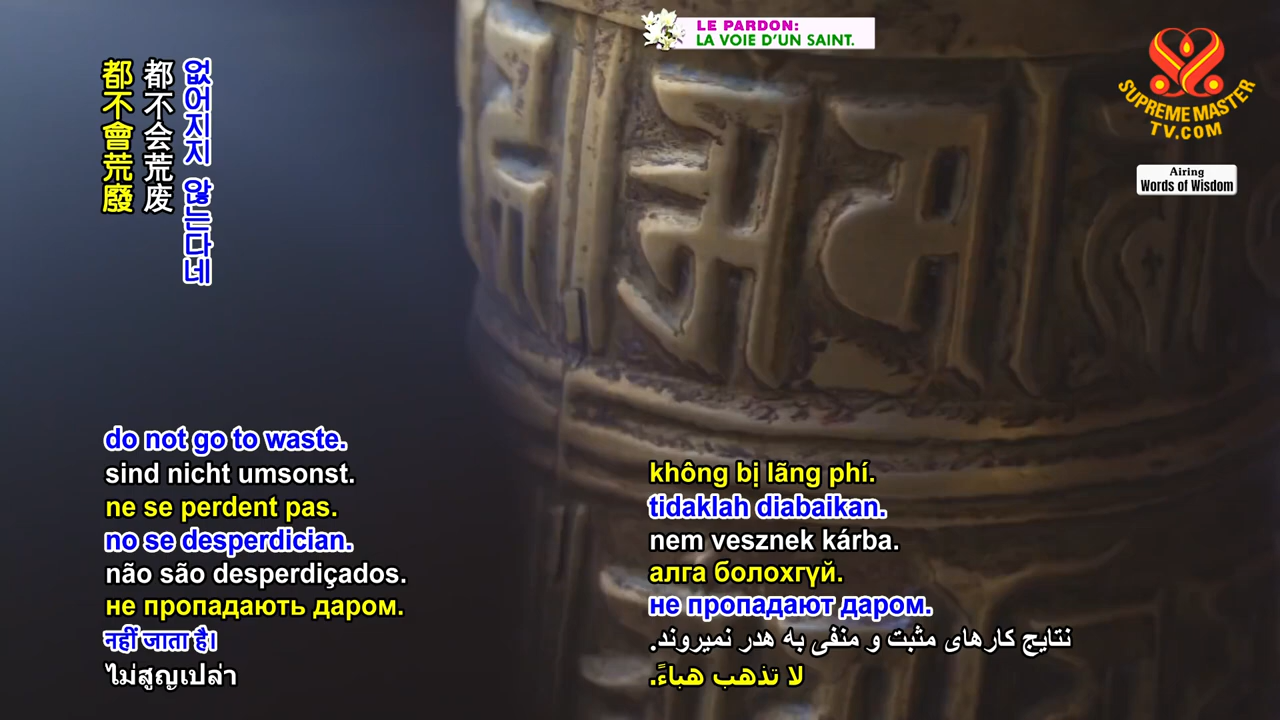 LE PARDON:
LA VOIE D'UN SAINT.
SUPREME MASTER
TV.COM
Airing
Words of Wisdom
없어지지 않는다네
都不会荒废
都不會荒廢
do not go to waste.
sind nicht umsonst.
ne se perdent pas.
no se desperdician.
não são desperdiçados.
не пропадають даром.
नहीं जाता है।
ไม่สูญเปล่า
không bị lãng phí.
tidaklah diabaikan.
nem vesznek kárba.
алга болохгүй.
не пропадают даром.
نتایج کارهای مثبت و منفی به هدر نمیروند.
لا تذهب هباءً.